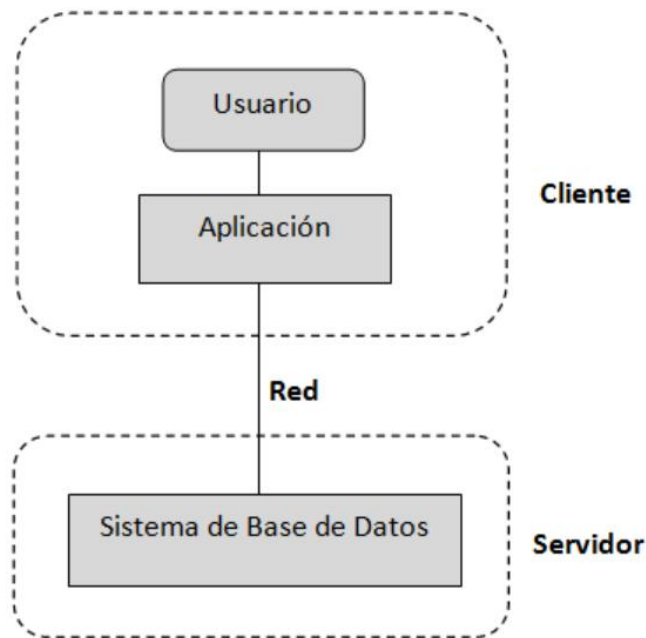 Usuario
Aplicación
Cliente
Red
Sistema de Base de Datos
Servidor